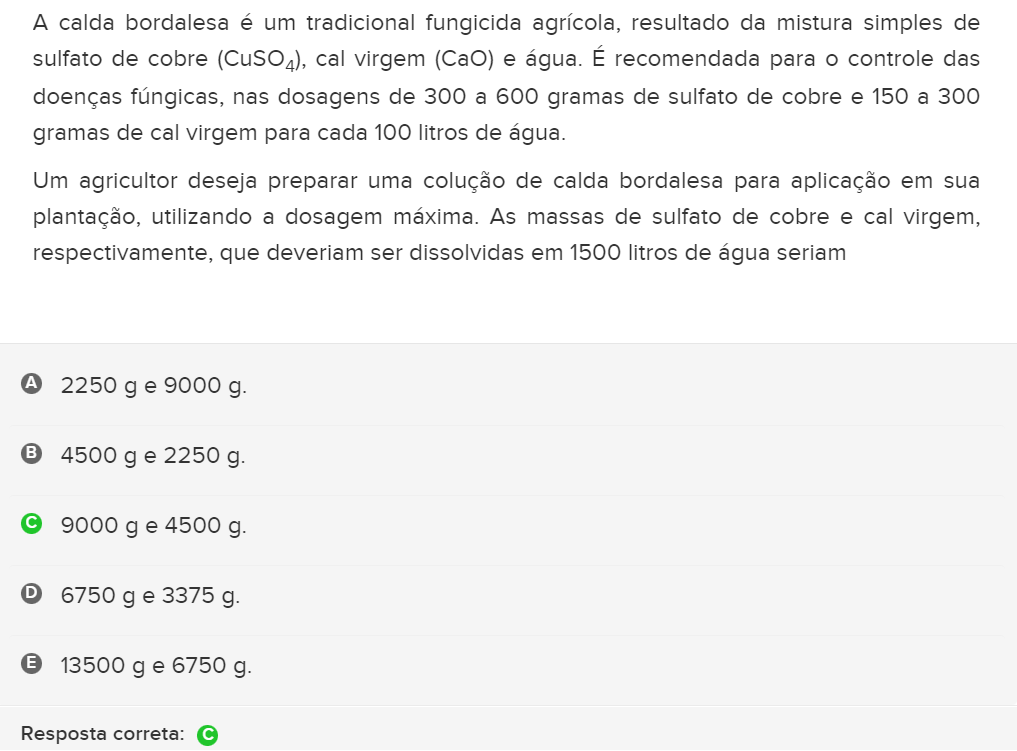 A calda bordalesa é um tradicional fungicida agrícola, resultado da mistura simples de
sulfato de cobre (CuSO₄), cal virgem (CaO) e água. É recomendada para o controle das
doenças fúngicas, nas dosagens de 300 a 600 gramas de sulfato de cobre e 150 a 300
gramas de cal virgem para cada 100 litros de água.
Um agricultor deseja preparar uma colução de calda bordalesa para aplicação em sua
plantação, utilizando a dosagem máxima. As massas de sulfato de cobre e cal virgem,
respectivamente, que deveriam ser dissolvidas em 1500 litros de água seriam
A 2250 g e 9000 g.
B 4500 g e 2250 g.
C 9000 g e 4500 g.
D 6750 g e 3375 g.
E 13500 g e 6750 g.
Resposta correta: C